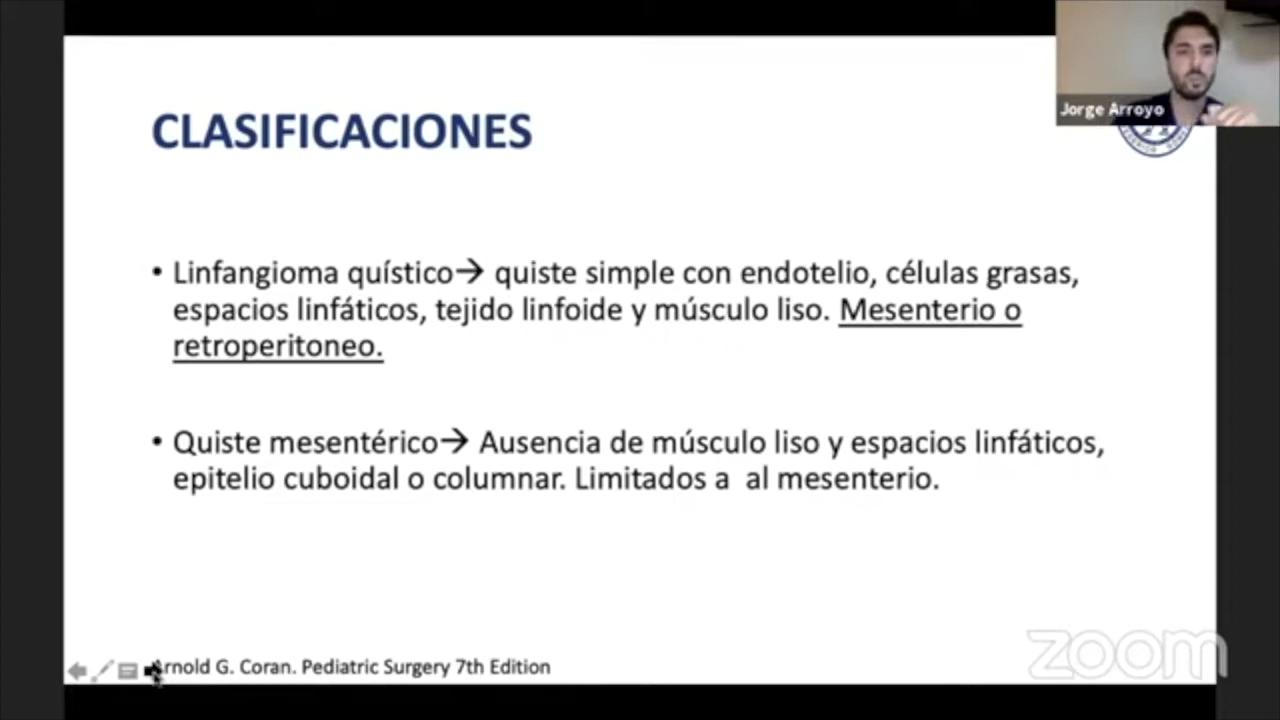 Jorge Arroyo
CLASIFICACIONES
• Linfangioma quístico→ quiste simple con endotelio, células grasas,
espacios linfáticos, tejido linfoide y músculo liso. Mesenterio o
retroperitoneo.
• Quiste mesentérico→ Ausencia de músculo liso y espacios linfáticos,
epitelio cuboidal o columnar. Limitados a  al mesenterio.
Arnold G. Coran. Pediatric Surgery 7th Edition
zoom